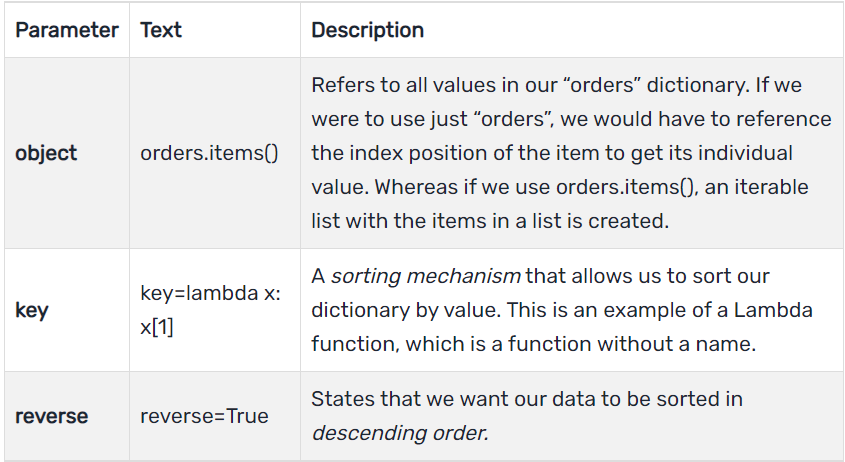 Parameter Text Description
Refers to all values in our “orders” dictionary. If we
were to use just “orders”, we would have to reference
object orders.items() the index position of the item to get its individual
value. Whereas if we use orders.items(), an iterable
list with the items in a list is created.
A sorting mechanism that allows us to sort our
key key=lambda x: dictionary by value. This is an example of a Lambda
x[1] function, which is a function without a name.
States that we want our data to be sorted in
reverse reverse=True
descending order.